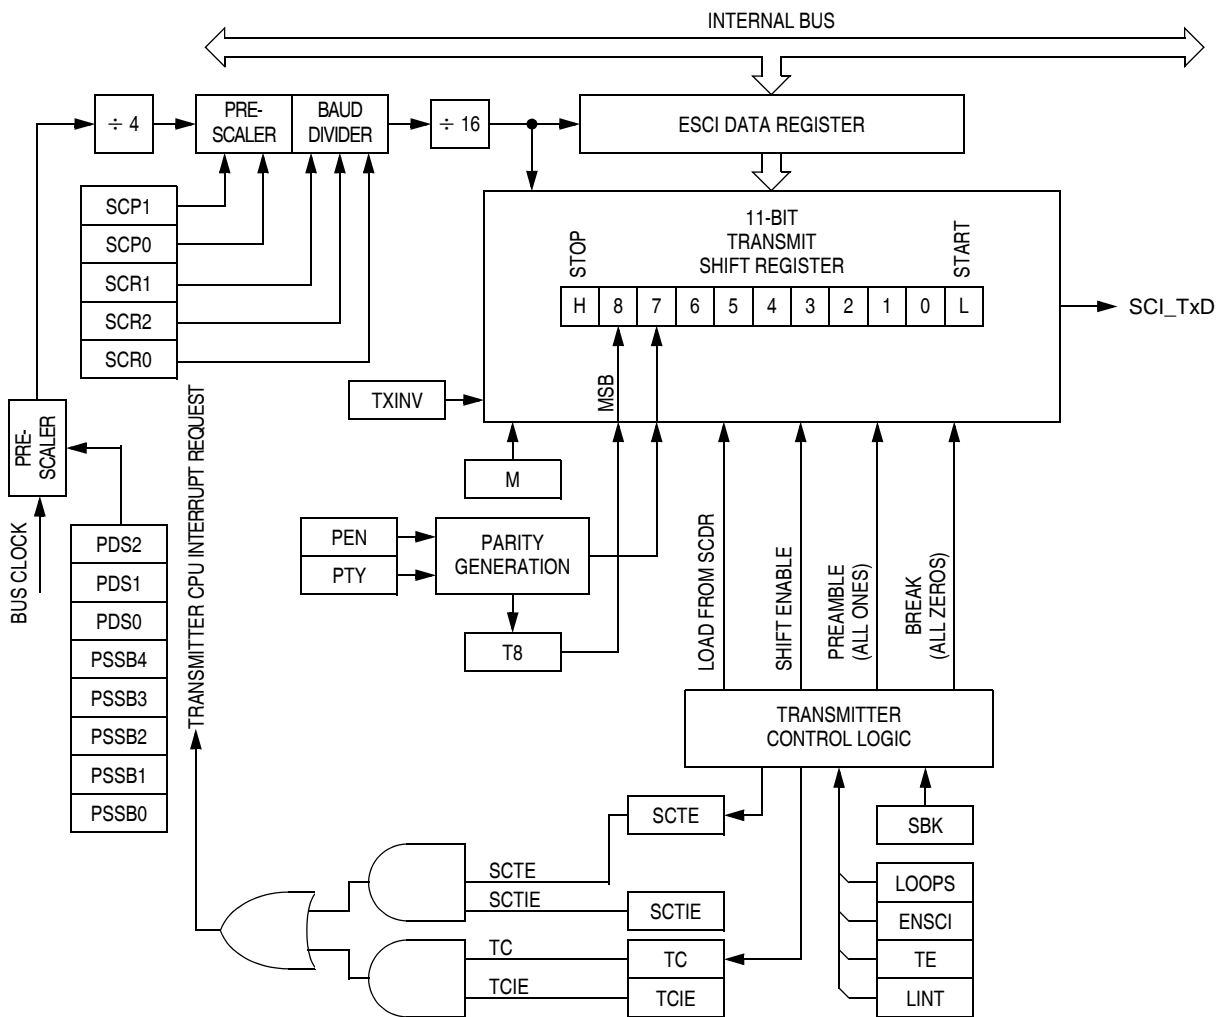 INTERNAL BUS
÷ 4
PRE-
SCALER
BAUD
DIVIDER
÷ 16
ESCI DATA REGISTER
SCP1
SCP0
SCR1
SCR2
SCR0
11-BIT
TRANSMIT
SHIFT REGISTER
STOP
START
H 8 7 6 5 4 3 2 1 0 L
SCI_TxD
MSB
TXINV
M
PRE-
SCALER
BUS CLOCK
TRANSMITTER CPU INTERRUPT REQUEST
PDS2
PDS1
PDS0
PSSB4
PSSB3
PSSB2
PSSB1
PSSB0
PEN
PTY
PARITY
GENERATION
T8
LOAD FROM SCDR
SHIFT ENABLE
PREAMBLE
(ALL ONES)
BREAK
(ALL ZEROS)
TRANSMITTER
CONTROL LOGIC
SCTE
SBK
SCTE
SCTIE
SCTIE
TC
TC
TCIE
TCIE
LOOPS
ENSCI
TE
LINT